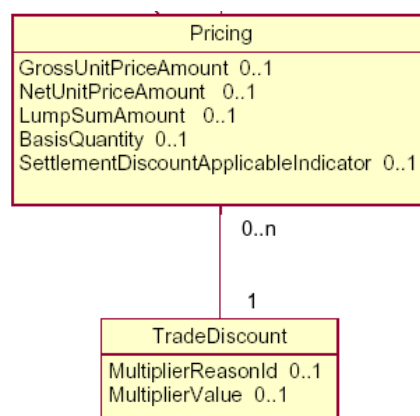 Pricing
GrossUnitPriceAmount 0..1
NetUnitPriceAmount 0..1
LumpSumAmount 0..1
BasisQuantity 0..1
SettlementDiscountApplicableIndicator 0..1
0..n
1
TradeDiscount
MultiplierReasonId 0..1
MultiplierValue 0..1